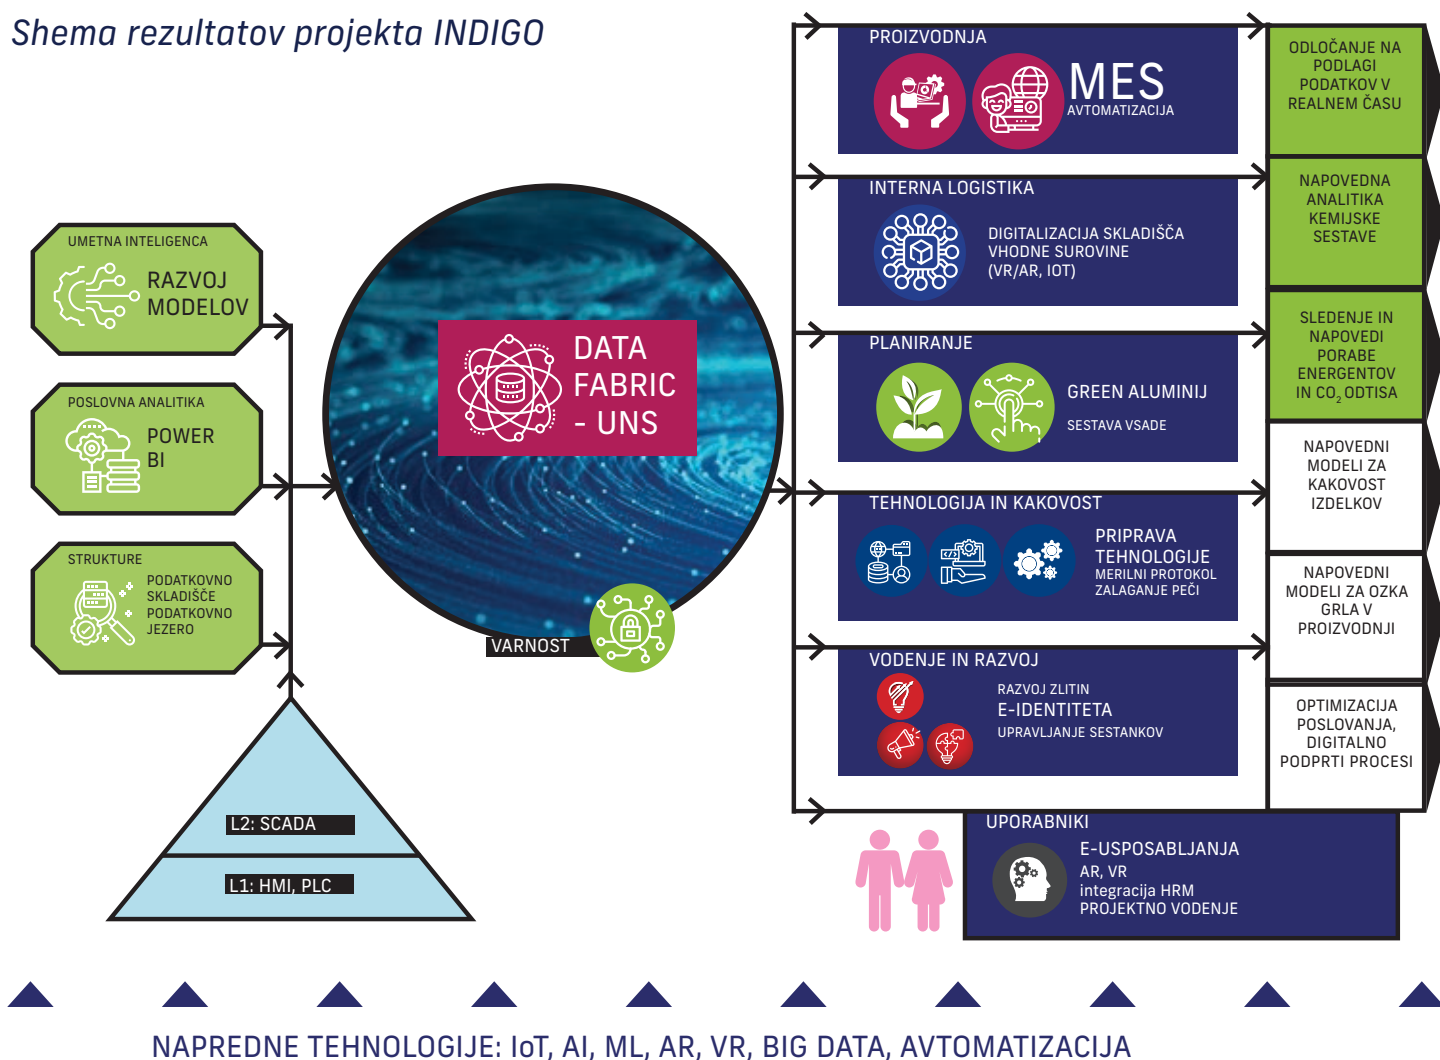 Shema rezultatov projekta INDIGO
UMETNA INTELIGENCA
RAZVOJ
MODELOV
POSLOVNA ANALITIKA
POWER
BI
STRUKTURE
PODATKOVNO
SKLADIŠČE
PODATKOVNO
JEZERO
L2: SCADA
L1: HMI, PLC
DATA
FABRIC
- UNS
VARNOST
PROIZVODNJA
MES
AVTOMATIZACIJA
INTERNA LOGISTIKA
DIGITALIZACIJA SKLADIŠČA
VHODNE SUROVINE
(VR/AR, IOT)
PLANIRANJE
GREEN ALUMINIJ
SESTAVA VSADE
TEHNOLOGIJA IN KAKOVOST
PRIPRAVA
TEHNOLOGIJE
MERILNI PROTOKOL
ZALAGANJE PEČI
VODENJE IN RAZVOJ
RAZVOJ ZLITIN
E-IDENTITETA
UPRAVLJANJE SESTANKOV
UPORABNIKI
E-USPOSABLJANJA
AR, VR
integracija HRM
PROJEKTNO VODENJE
ODLOČANJE NA
PODLAGI
PODATKOV V
REALNEM ČASU
NAPOVEDNA
ANALITIKA
KEMIJSKE
SESTAVE
SLEDENJE IN
NAPOVEDI
PORABE
ENERGENTOV
IN CO₂ ODTISA
NAPOVEDNI
MODELI ZA
KAKOVOST
IZDELKOV
NAPOVEDNI
MODELI ZA OZKA
GRLA V
PROIZVODNJI
OPTIMIZACIJA
POSLOVANJA,
DIGITALNO
PODPRTI PROCESI
NAPREDNE TEHNOLOGIJE: IoT, AI, ML, AR, VR, BIG DATA, AVTOMATIZACIJA